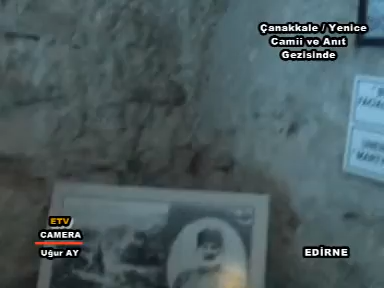 Çanakkale / Yenice
Camii ve Anıt
Gezisinde
ETV
CAMERA
Uğur AY
EDİRNE